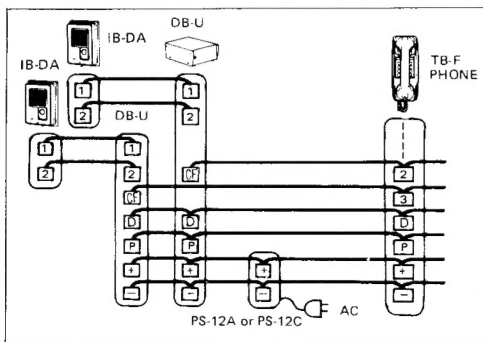 DB-U
IB-DA
IB-DA
TB-F
PHONE
1 1
2 DB-U 2
1 1
2 2 CF 2
CF 3
D D D
P P P
+ + + +
− − − −
PS-12A or PS-12C AC